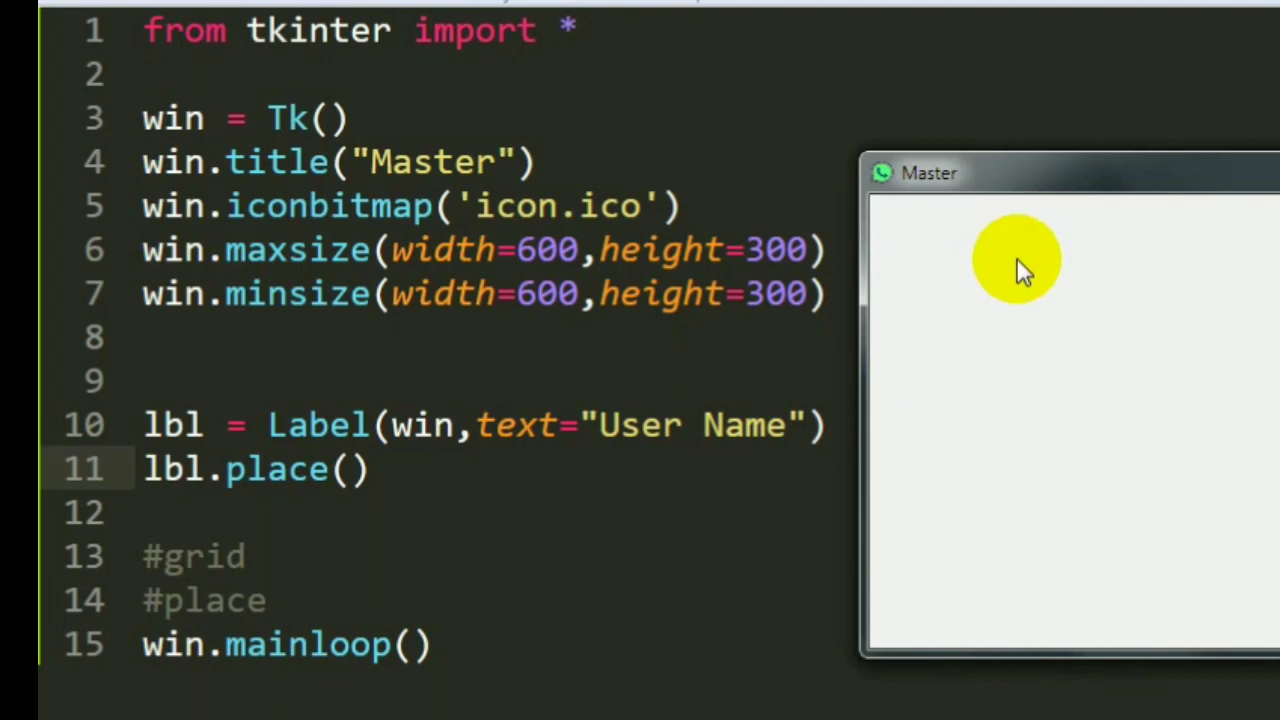 1 from tkinter import *
2
3 win = Tk()
4 win.title("Master")
5 win.iconbitmap('icon.ico')
6 win.maxsize(width=600,height=300)
7 win.minsize(width=600,height=300)
8
9
10 lbl = Label(win,text="User Name")
11 lbl.place()
12
13 #grid
14 #place
15 win.mainloop()
Master